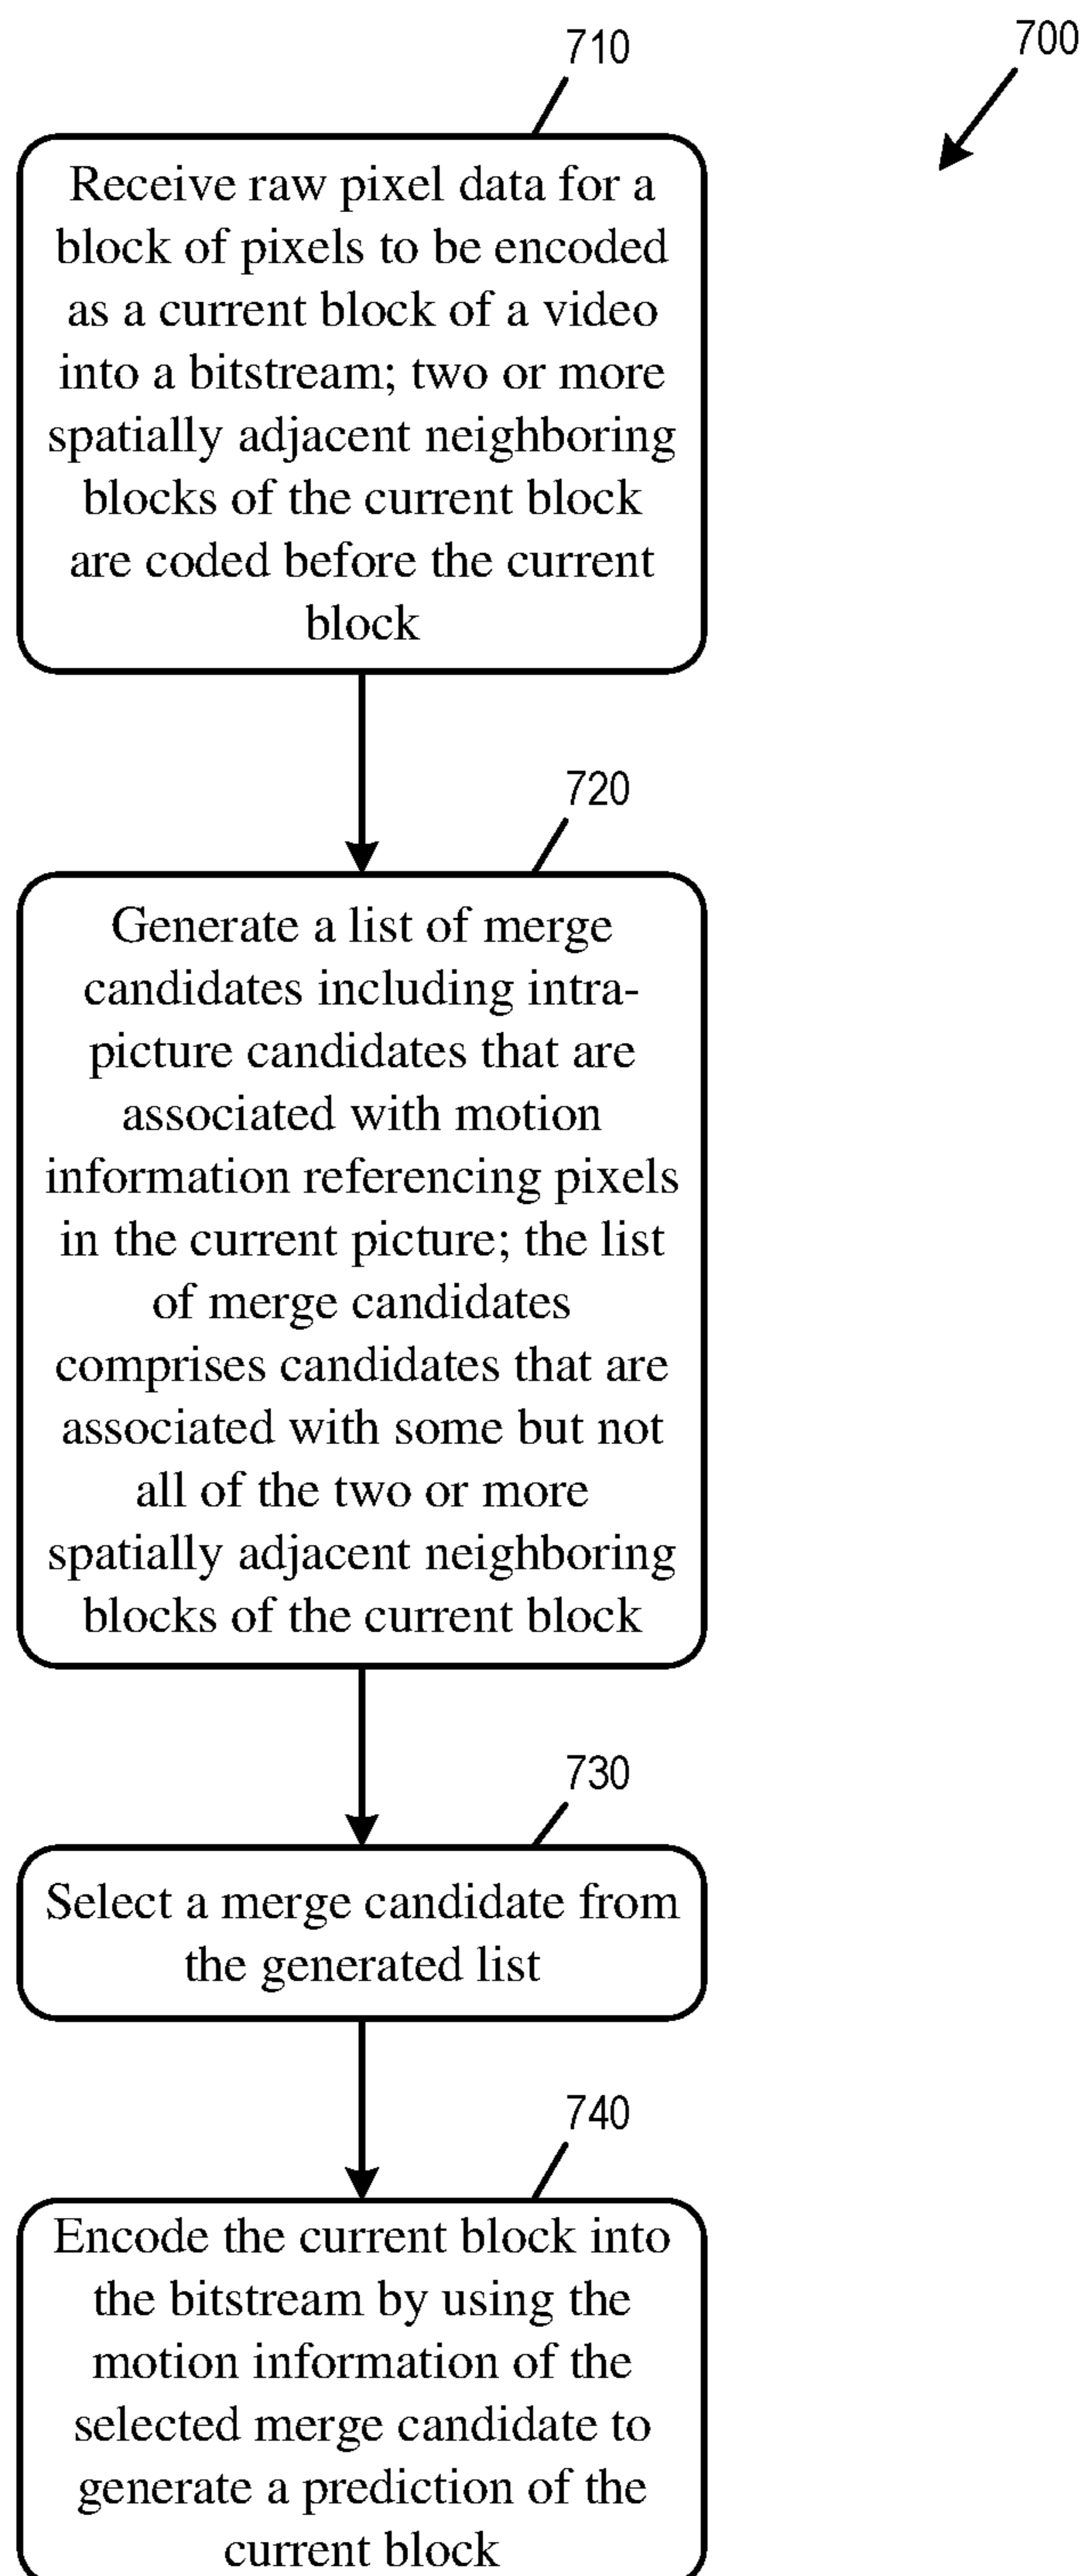 700
710
Receive raw pixel data for a
block of pixels to be encoded
as a current block of a video
into a bitstream; two or more
spatially adjacent neighboring
blocks of the current block
are coded before the current
block
720
Generate a list of merge
candidates including intra-
picture candidates that are
associated with motion
information referencing pixels
in the current picture; the list
of merge candidates
comprises candidates that are
associated with some but not
all of the two or more
spatially adjacent neighboring
blocks of the current block
730
Select a merge candidate from
the generated list
740
Encode the current block into
the bitstream by using the
motion information of the
selected merge candidate to
generate a prediction of the
current block